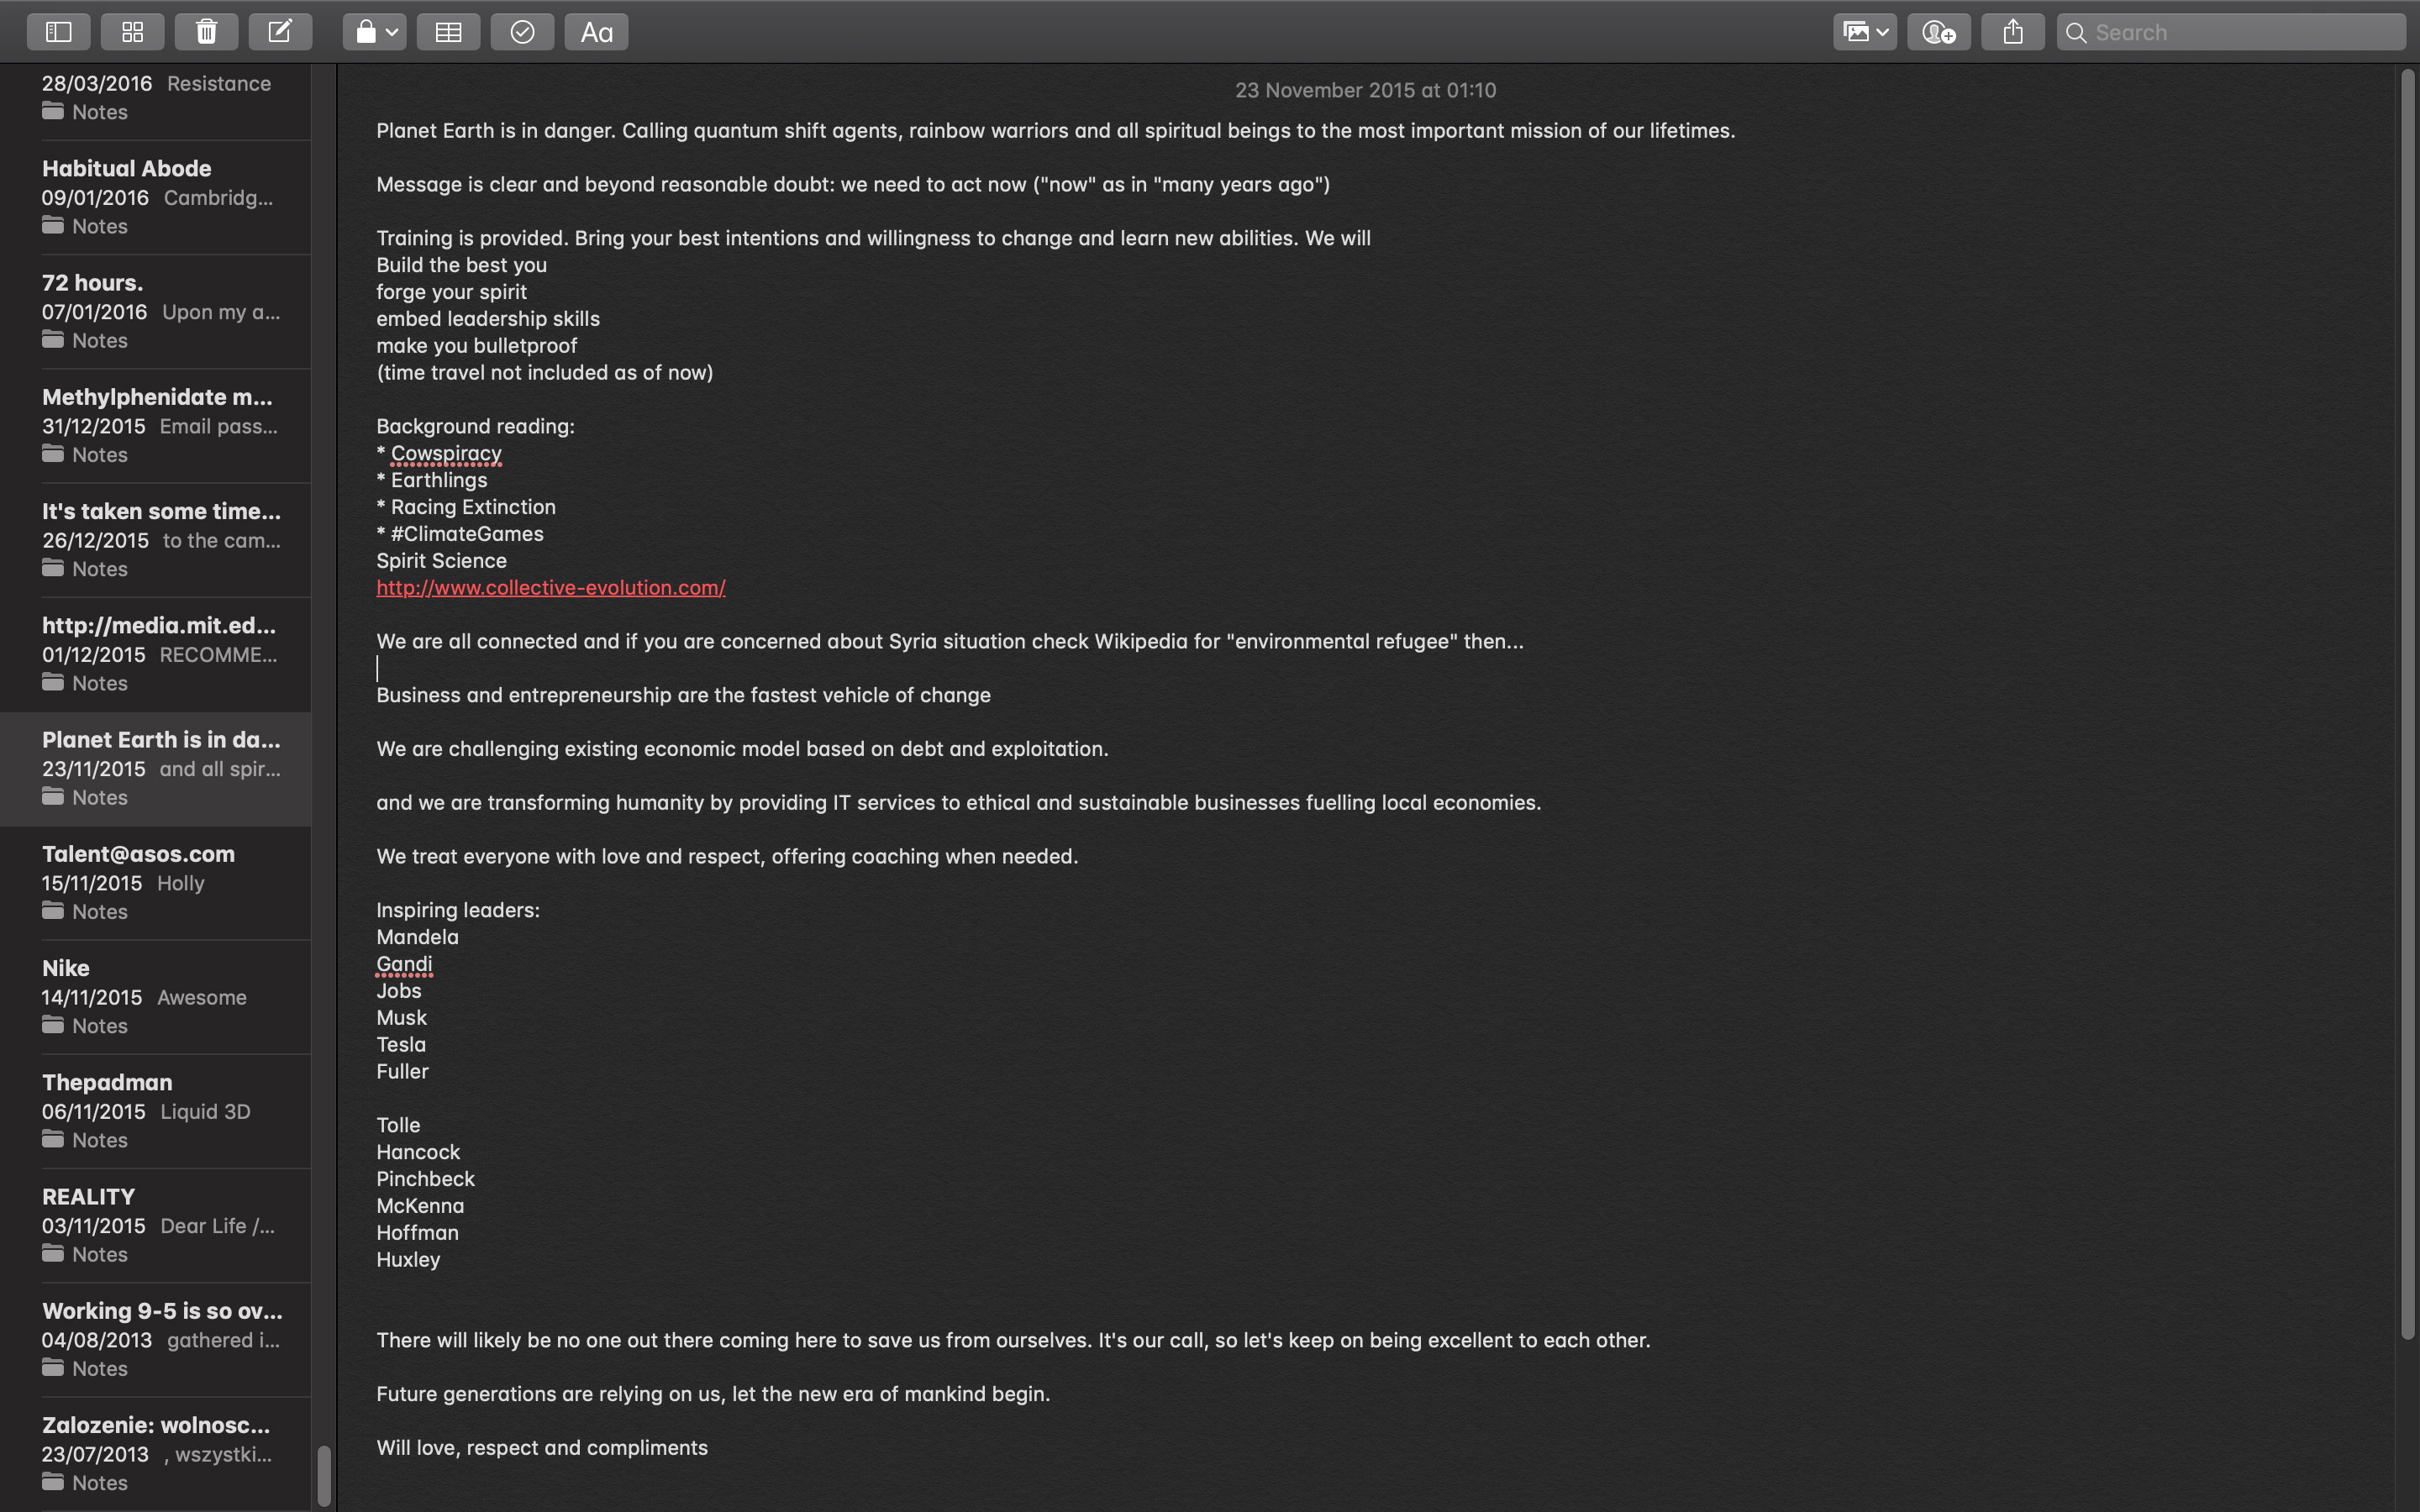 Aa
Search
28/03/2016 Resistance
Notes
Habitual Abode
09/01/2016 Cambridg...
Notes
72 hours.
07/01/2016 Upon my a...
Notes
Methylphenidate m...
31/12/2015 Email pass...
Notes
It's taken some time...
26/12/2015 to the cam...
Notes
http://media.mit.ed...
01/12/2015 RECOMME...
Notes
Planet Earth is in da...
23/11/2015 and all spir...
Notes
Talent@asos.com
15/11/2015 Holly
Notes
Nike
14/11/2015 Awesome
Notes
Thepadman
06/11/2015 Liquid 3D
Notes
REALITY
03/11/2015 Dear Life /...
Notes
Working 9-5 is so ov...
04/08/2013 gathered i...
Notes
Zalozenie: wolnosc...
23/07/2013 , wszystki...
Notes
23 November 2015 at 01:10
Planet Earth is in danger. Calling quantum shift agents, rainbow warriors and all spiritual beings to the most important mission of our lifetimes.
Message is clear and beyond reasonable doubt: we need to act now ("now" as in "many years ago")
Training is provided. Bring your best intentions and willingness to change and learn new abilities. We will
Build the best you
forge your spirit
embed leadership skills
make you bulletproof
(time travel not included as of now)
Background reading:
* Cowspiracy
* Earthlings
* Racing Extinction
* #ClimateGames
Spirit Science
http://www.collective-evolution.com/
We are all connected and if you are concerned about Syria situation check Wikipedia for "environmental refugee" then...
Business and entrepreneurship are the fastest vehicle of change
We are challenging existing economic model based on debt and exploitation.
and we are transforming humanity by providing IT services to ethical and sustainable businesses fuelling local economies.
We treat everyone with love and respect, offering coaching when needed.
Inspiring leaders:
Mandela
Gandi
Jobs
Musk
Tesla
Fuller
Tolle
Hancock
Pinchbeck
McKenna
Hoffman
Huxley
There will likely be no one out there coming here to save us from ourselves. It's our call, so let's keep on being excellent to each other.
Future generations are relying on us, let the new era of mankind begin.
Will love, respect and compliments